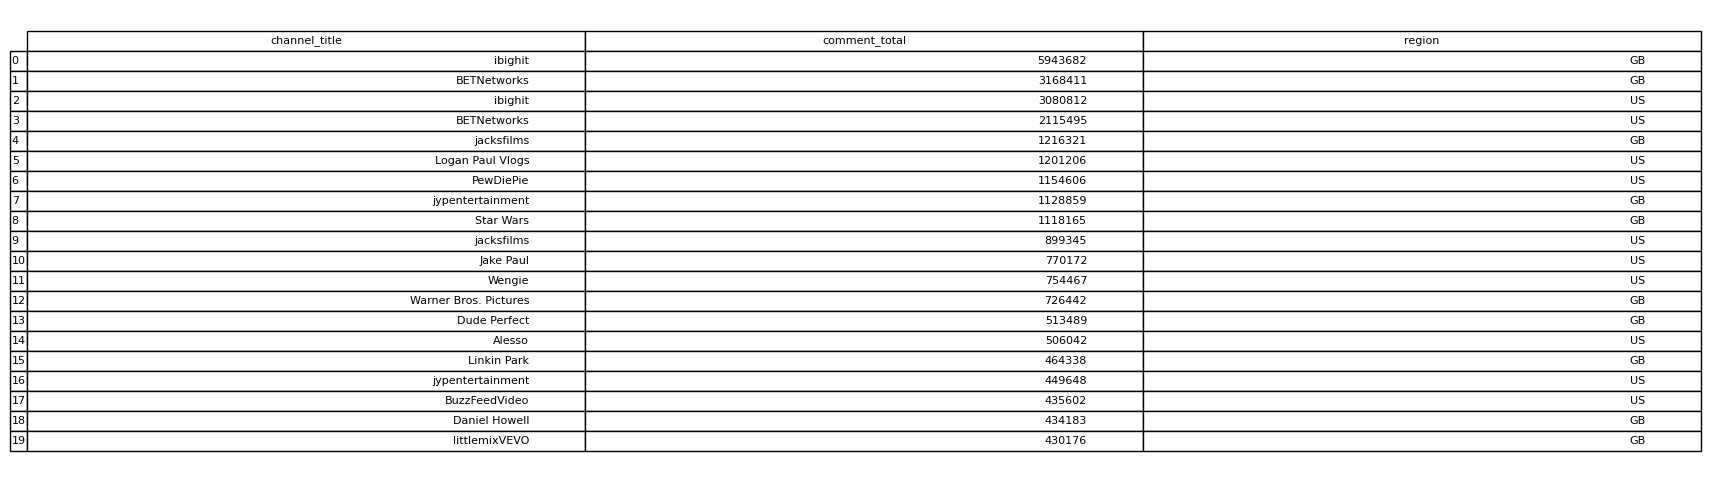 channel_title comment_total region
0 ibighit 5943682 GB
1 BETNetworks 3168411 GB
2 ibighit 3080812 US
3 BETNetworks 2115495 US
4 jacksfilms 1216321 GB
5 Logan Paul Vlogs 1201206 US
6 PewDiePie 1154606 US
7 jypentertainment 1128859 GB
8 Star Wars 1118165 GB
9 jacksfilms 899345 US
10 Jake Paul 770172 US
11 Wengie 754467 US
12 Warner Bros. Pictures 726442 GB
13 Dude Perfect 513489 GB
14 Alesso 506042 US
15 Linkin Park 464338 GB
16 jypentertainment 449648 US
17 BuzzFeedVideo 435602 US
18 Daniel Howell 434183 GB
19 littlemixVEVO 430176 GB